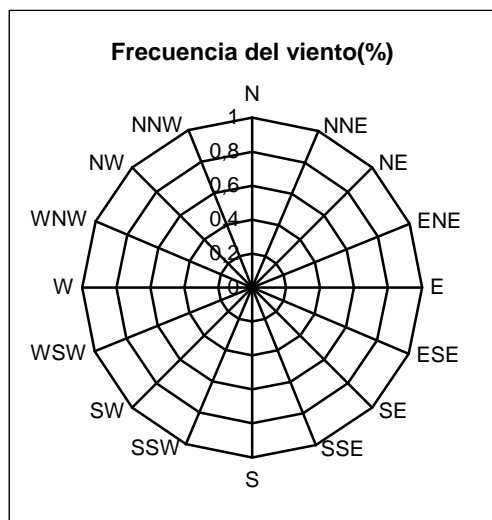 Frecuencia del viento(%)
N
NNW
NNE
1
NW
NE
0,8
0,6
WNW
ENE
0,4
0,2
W
0
E
WSW
ESE
SW
SE
SSW
SSE
S